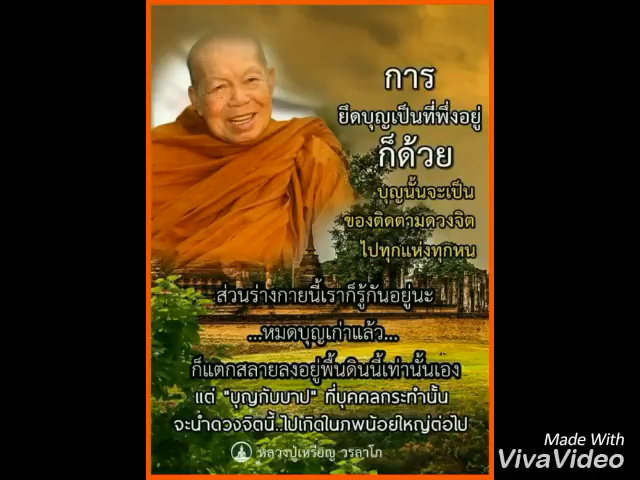 การ
ยึดบุญเป็นที่พึ่งอยู่
ก็ด้วย
บุญนั้นจะเป็น
ของติดตามดวงจิต
ไปทุกแห่งทุกหน
ส่วนร่างกายนี้เราก็รู้กันอยู่นะ
...หมดบุญเก่าแล้ว...
ก็แตกสลายลงอยู่พื้นดินนี้เท่านั้นเอง
แต่ "บุญกับบาป" ที่บุคคลกระทำนั้น
จะนำดวงจิตนี้..ไปเกิดในภพน้อยใหญ่ต่อไป
หลวงปู่เหรียญ วรลาโภ
Made With
VivaVideo